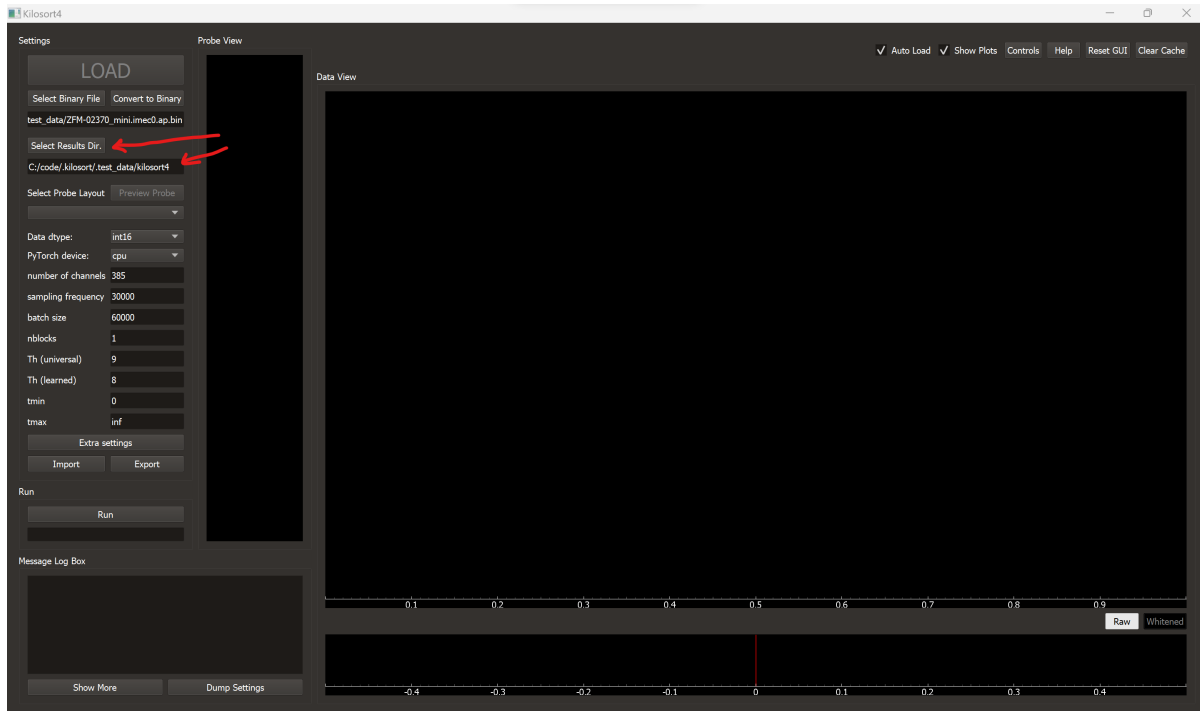 Kilosort4
Settings
Probe View
Auto Load Show Plots Controls Help Reset GUI Clear Cache
LOAD
Data View
Select Binary File Convert to Binary
test_data/ZFM-02370_mini.imec0.ap.bin
Select Results Dir.
C:/code/.kilosort/.test_data/kilosort4
Select Probe Layout Preview Probe
Data dtype: int16
PyTorch device: cpu
number of channels 385
sampling frequency 30000
batch size 60000
nblocks 1
Th (universal) 9
Th (learned) 8
tmin 0
tmax inf
Extra settings
Import Export
Run
Run
Message Log Box
Show More Dump Settings
0.1 0.2 0.3 0.4 0.5 0.6 0.7 0.8 0.9
Raw Whitened
-0.4 -0.3 -0.2 -0.1 0 0.1 0.2 0.3 0.4